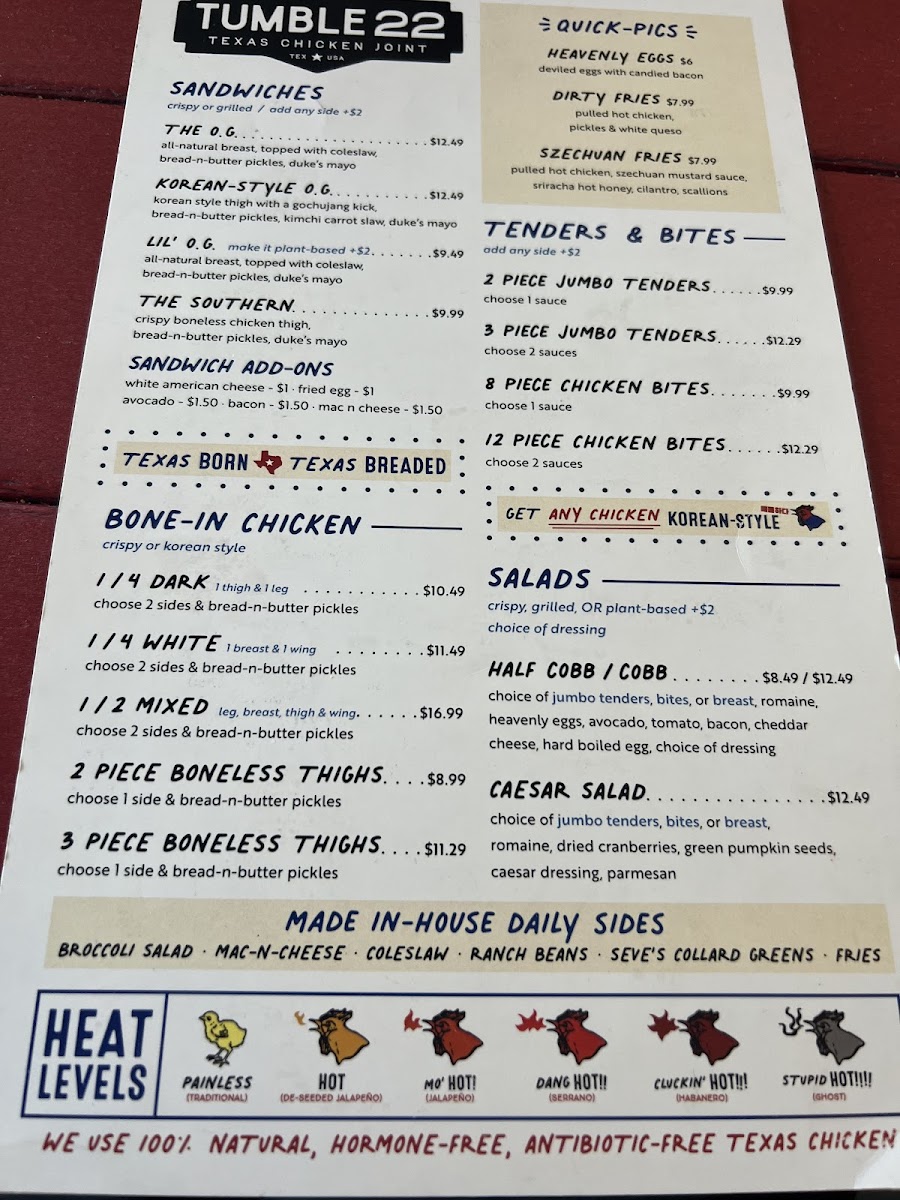 TUMBLE 22
TEXAS CHICKEN JOINT
TEX ★ USA
SANDWICHES
crispy or grilled / add any side +$2
THE O.G. . . . . . . . . . . . . . . . . . . . . . . . . . . $12.49
all-natural breast, topped with coleslaw,
bread-n-butter pickles, duke's mayo
KOREAN-STYLE O.G. . . . . . . . . . . . . . $12.49
korean style thigh with a gochujang kick,
bread-n-butter pickles, kimchi carrot slaw, duke's mayo
LIL' O.G. make it plant-based +$2. . . . . . . .$9.49
all-natural breast, topped with coleslaw,
bread-n-butter pickles, duke's mayo
THE SOUTHERN. . . . . . . . . . . . . . . . . . $9.99
crispy boneless chicken thigh,
bread-n-butter pickles, duke's mayo
SANDWICH ADD-ONS
white american cheese - $1 · fried egg - $1
avocado - $1.50 · bacon - $1.50 · mac n cheese - $1.50
TEXAS BORN TEXAS BREADED
BONE-IN CHICKEN
crispy or korean style
1/4 DARK 1 thigh & 1 leg . . . . . . . . . . . . $10.49
choose 2 sides & bread-n-butter pickles
1/4 WHITE 1 breast & 1 wing . . . . . . . . . $11.49
choose 2 sides & bread-n-butter pickles
1/2 MIXED leg, breast, thigh & wing. . . . . . $16.99
choose 2 sides & bread-n-butter pickles
2 PIECE BONELESS THIGHS. . . . $8.99
choose 1 side & bread-n-butter pickles
3 PIECE BONELESS THIGHS. . . . $11.29
choose 1 side & bread-n-butter pickles
QUICK-PICS
HEAVENLY EGGS $6
deviled eggs with candied bacon
DIRTY FRIES $7.99
pulled hot chicken,
pickles & white queso
SZECHUAN FRIES $7.99
pulled hot chicken, szechuan mustard sauce,
sriracha hot honey, cilantro, scallions
TENDERS & BITES
add any side +$2
2 PIECE JUMBO TENDERS. . . . . .$9.99
choose 1 sauce
3 PIECE JUMBO TENDERS. . . . . .$12.29
choose 2 sauces
8 PIECE CHICKEN BITES. . . . . . .$9.99
choose 1 sauce
12 PIECE CHICKEN BITES. . . . . .$12.29
choose 2 sauces
GET ANY CHICKEN KOREAN-STYLE
SALADS
crispy, grilled, OR plant-based +$2
choice of dressing
HALF COBB / COBB . . . . . . . . . $8.49 / $12.49
choice of jumbo tenders, bites, or breast, romaine,
heavenly eggs, avocado, tomato, bacon, cheddar
cheese, hard boiled egg, choice of dressing
CAESAR SALAD. . . . . . . . . . . . . . . . .$12.49
choice of jumbo tenders, bites, or breast,
romaine, dried cranberries, green pumpkin seeds,
caesar dressing, parmesan
MADE IN-HOUSE DAILY SIDES
BROCCOLI SALAD · MAC-N-CHEESE · COLESLAW · RANCH BEANS · SEVE'S COLLARD GREENS · FRIES
HEAT LEVELS
PAINLESS (TRADITIONAL)
HOT (DE-SEEDED JALAPEÑO)
MO' HOT! (JALAPEÑO)
DANG HOT!! (SERRANO)
CLUCKIN' HOT!!! (HABANERO)
STUPID HOT!!!! (GHOST)
WE USE 100% NATURAL, HORMONE-FREE, ANTIBIOTIC-FREE TEXAS CHICKEN